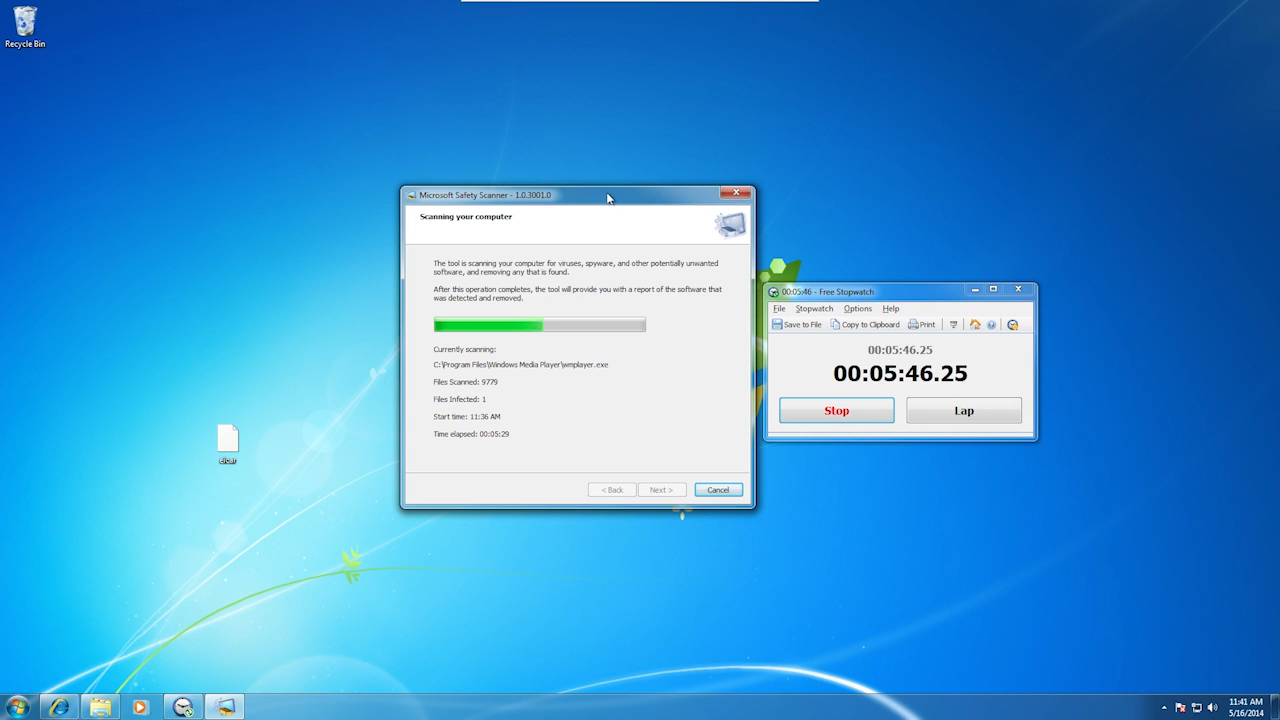 Recycle Bin
Microsoft Safety Scanner - 1.0.3001.0
Scanning your computer
The tool is scanning your computer for viruses, spyware, and other potentially unwanted
software, and removing any that is found.
After this operation completes, the tool will provide you with a report of the software that
was detected and removed.
Currently scanning:
C:\Program Files\Windows Media Player\wmplayer.exe
Files Scanned: 9779
Files Infected: 1
Start time: 11:36 AM
Time elapsed: 00:05:29
< Back Next > Cancel
00:05:46 - Free Stopwatch
File Stopwatch Options Help
Save to File Copy to Clipboard Print
00:05:46.25
00:05:46.25
Stop Lap
eicar
11:41 AM
5/16/2014